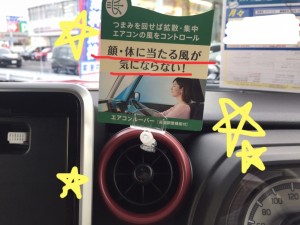 つまみを回せば拡散・集中
エアコンの風をコントロール
顔・体に当たる風が
気にならない!
エアコンルーバー